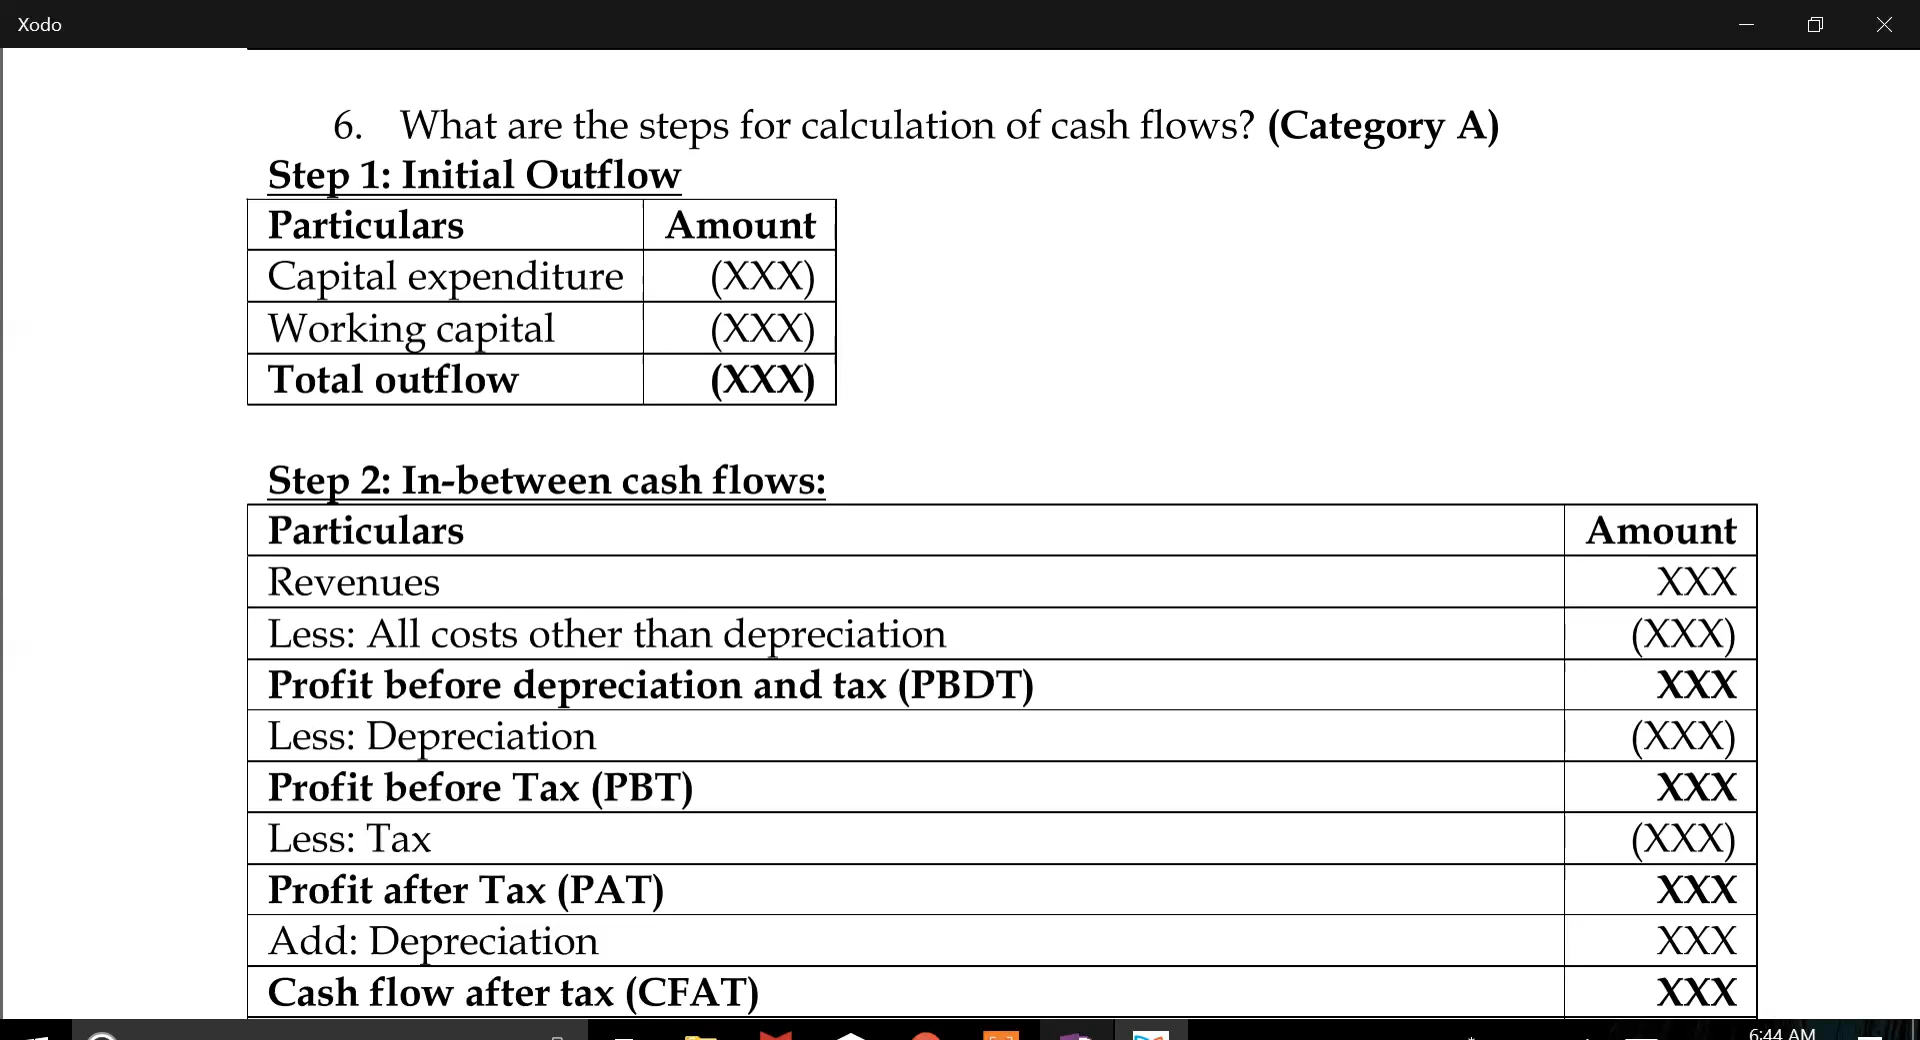 Xodo
6. What are the steps for calculation of cash flows? (Category A)
Step 1: Initial Outflow
Particulars Amount
Capital expenditure (XXX)
Working capital (XXX)
Total outflow (XXX)
Step 2: In-between cash flows:
Particulars Amount
Revenues XXX
Less: All costs other than depreciation (XXX)
Profit before depreciation and tax (PBDT) XXX
Less: Depreciation (XXX)
Profit before Tax (PBT) XXX
Less: Tax (XXX)
Profit after Tax (PAT) XXX
Add: Depreciation XXX
Cash flow after tax (CFAT) XXX
6:44 AM